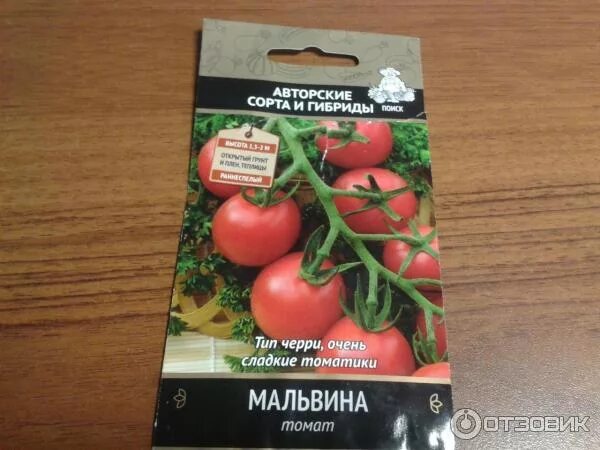 АВТОРСКИЕ
СОРТА И ГИБРИДЫ
ПОИСК
ВЫСОТА 1,5-2 М
ОТКРЫТЫЙ ГРУНТ
И ПЛЕН. ТЕПЛИЦЫ
РАННЕСПЕЛЫЙ
Тип черри, очень
сладкие томатики
МАЛЬВИНА
томат
ОТЗОВИК